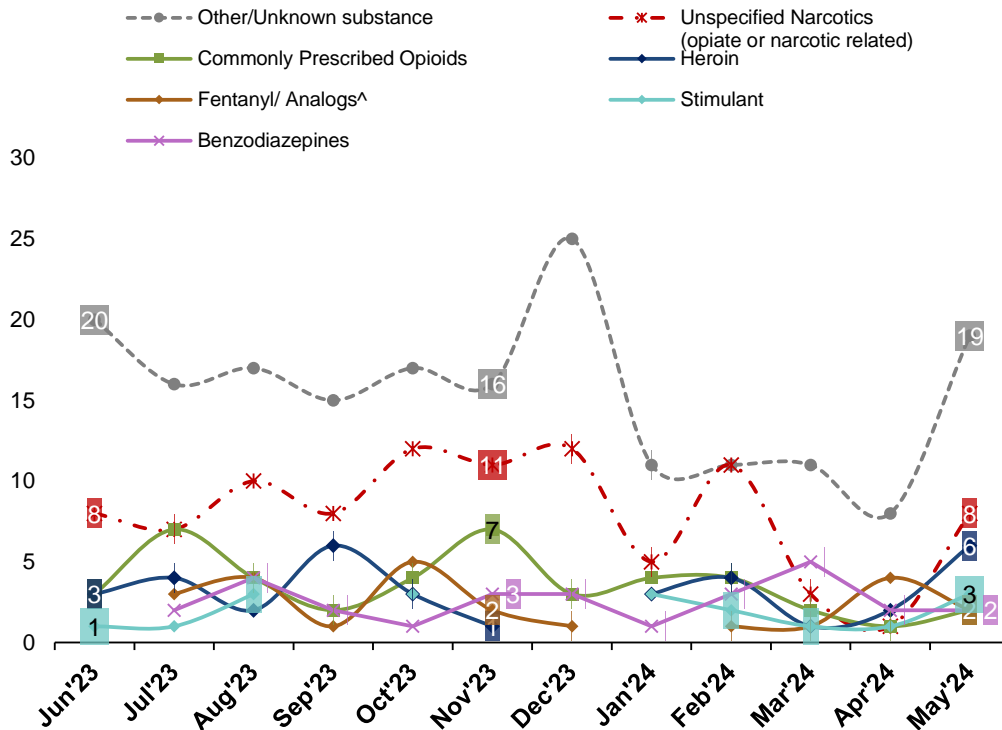 Other/Unknown substance
Unspecified Narcotics
(opiate or narcotic related)
Commonly Prescribed Opioids
Heroin
Fentanyl/ Analogs^
Stimulant
Benzodiazepines
30
25
20
15
10
5
0
20
16
19
8
11
8
7
6
3
3
2
1
1
3
2
2
Jun'23
Jul'23
Aug'23
Sep'23
Oct'23
Nov'23
Dec'23
Jan'24
Feb'24
Mar'24
Apr'24
May'24